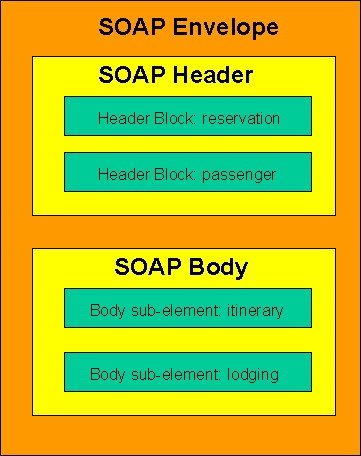 SOAP Envelope
SOAP Header
Header Block: reservation
Header Block: passenger
SOAP Body
Body sub-element: itinerary
Body sub-element: lodging